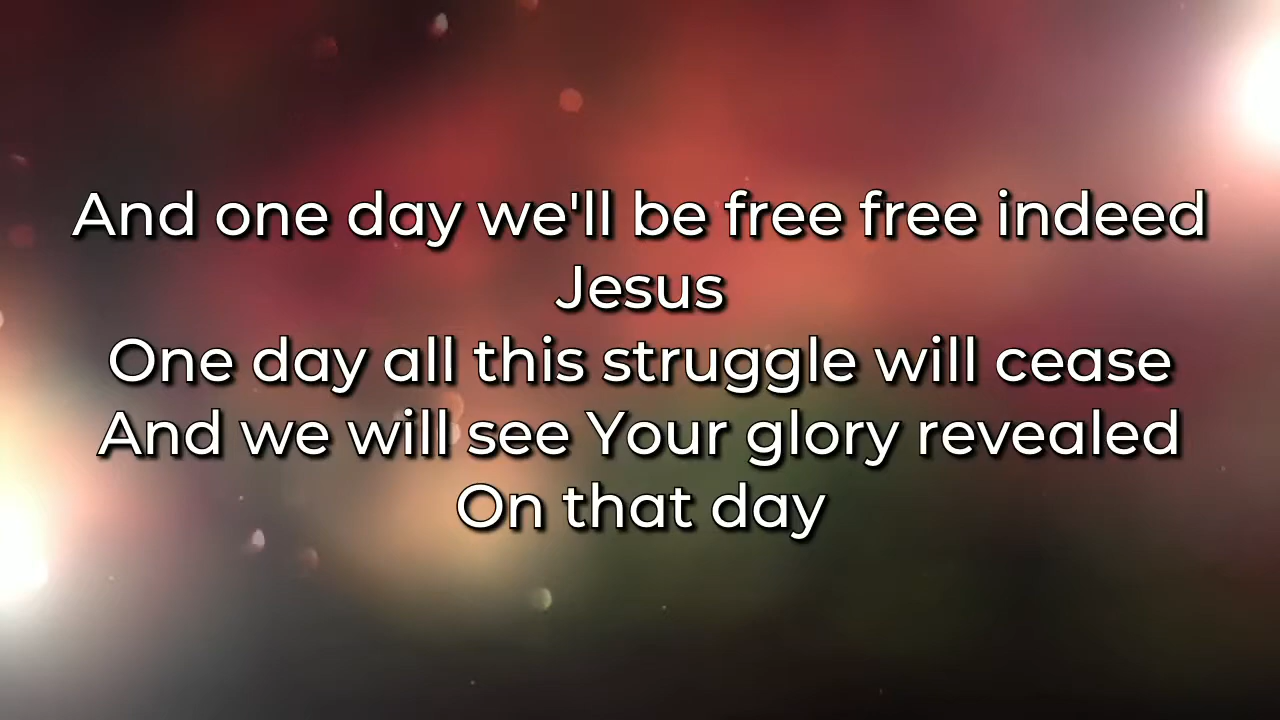 And one day we'll be free free indeed
Jesus
One day all this struggle will cease
And we will see Your glory revealed
On that day